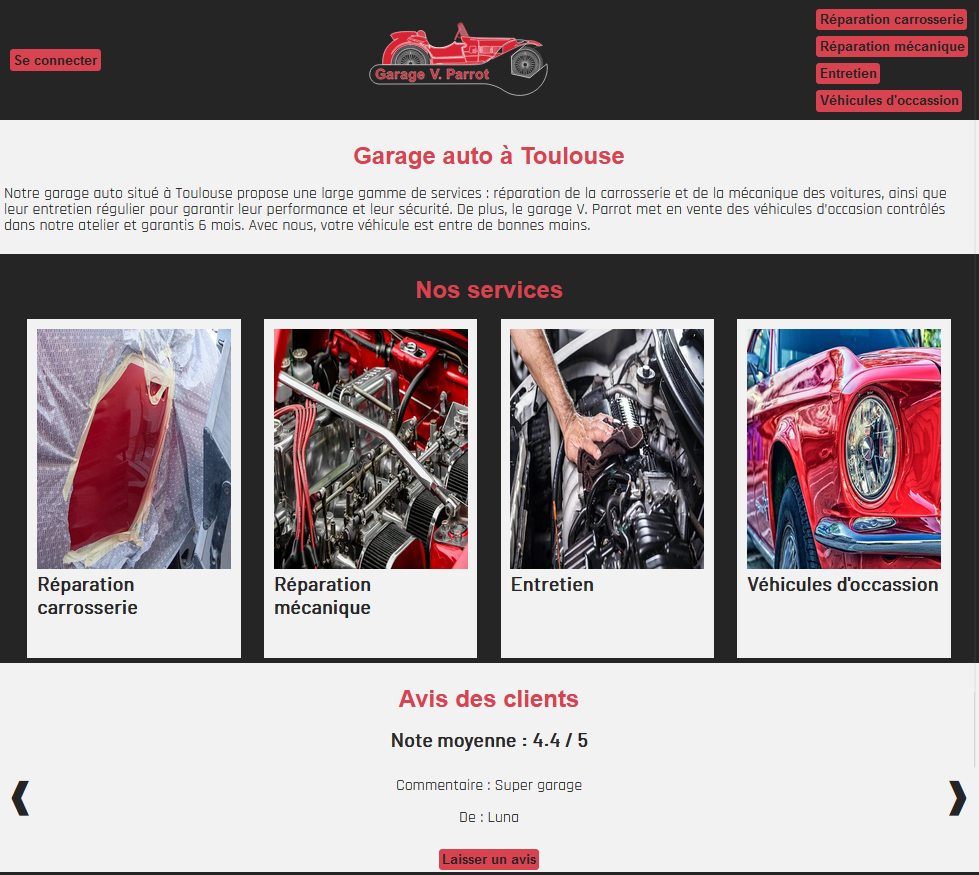 Se connecter
Garage V. Parrot
Réparation carrosserie
Réparation mécanique
Entretien
Véhicules d'occassion
Garage auto à Toulouse
Notre garage auto situé à Toulouse propose une large gamme de services : réparation de la carrosserie et de la mécanique des voitures, ainsi que
leur entretien régulier pour garantir leur performance et leur sécurité. De plus, le garage V. Parrot met en vente des véhicules d'occasion contrôlés
dans notre atelier et garantis 6 mois. Avec nous, votre véhicule est entre de bonnes mains.
Nos services
Réparation
carrosserie
Réparation
mécanique
Entretien
Véhicules d'occassion
Avis des clients
Note moyenne : 4.4 / 5
Commentaire : Super garage
De : Luna
Laisser un avis